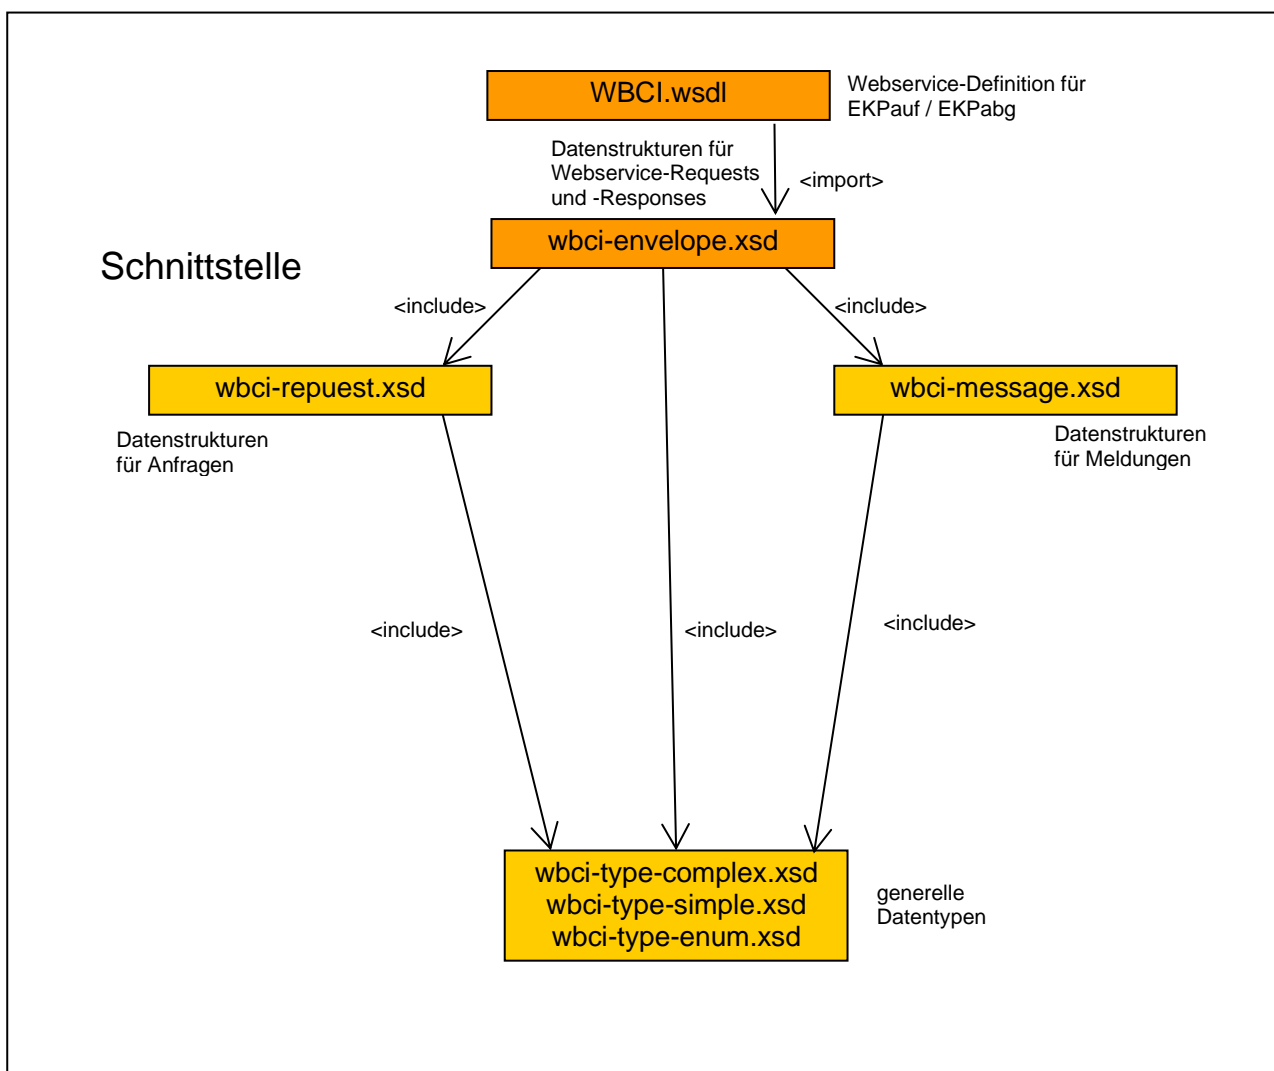 WBCI.wsdl
Webservice-Definition für
EKPauf / EKPabg
Datenstrukturen für
Webservice-Requests
und -Responses
<import>
wbci-envelope.xsd
Schnittstelle
<include>
<include>
wbci-repuest.xsd
wbci-message.xsd
Datenstrukturen
für Anfragen
Datenstrukturen
für Meldungen
<include>
<include>
<include>
wbci-type-complex.xsd
wbci-type-simple.xsd
wbci-type-enum.xsd
generelle
Datentypen